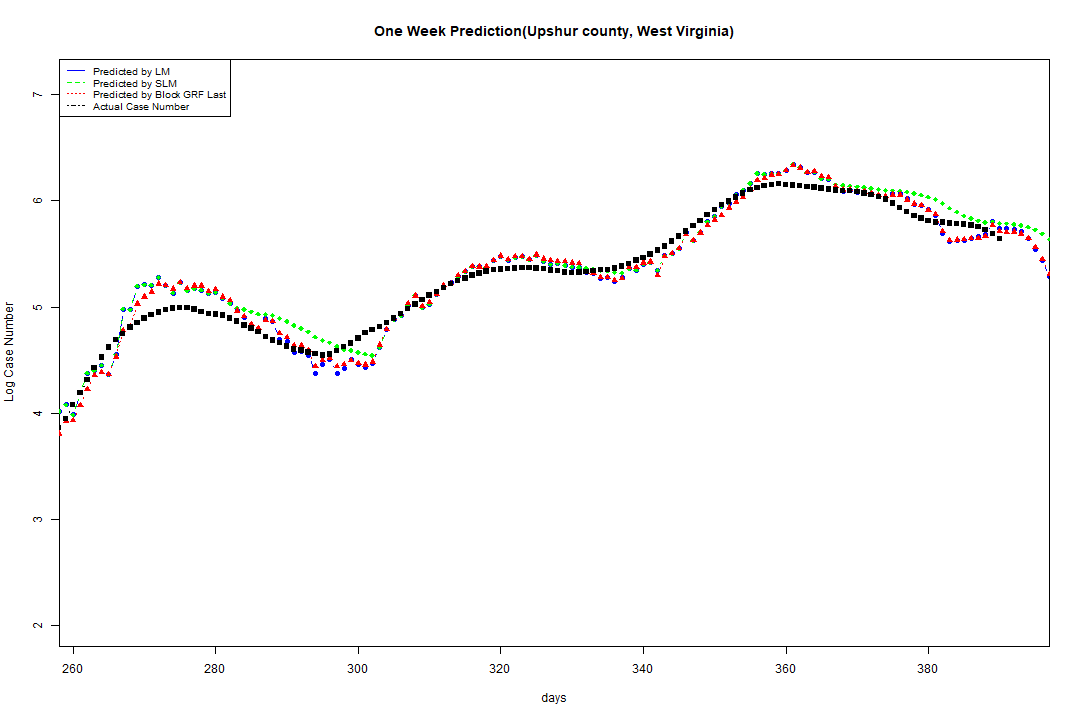 One Week Prediction(Upshur county, West Virginia)
Predicted by LM
Predicted by SLM
Predicted by Block GRF Last
Actual Case Number
7
6
5
4
3
2
Log Case Number
260 280 300 320 340 360 380
days